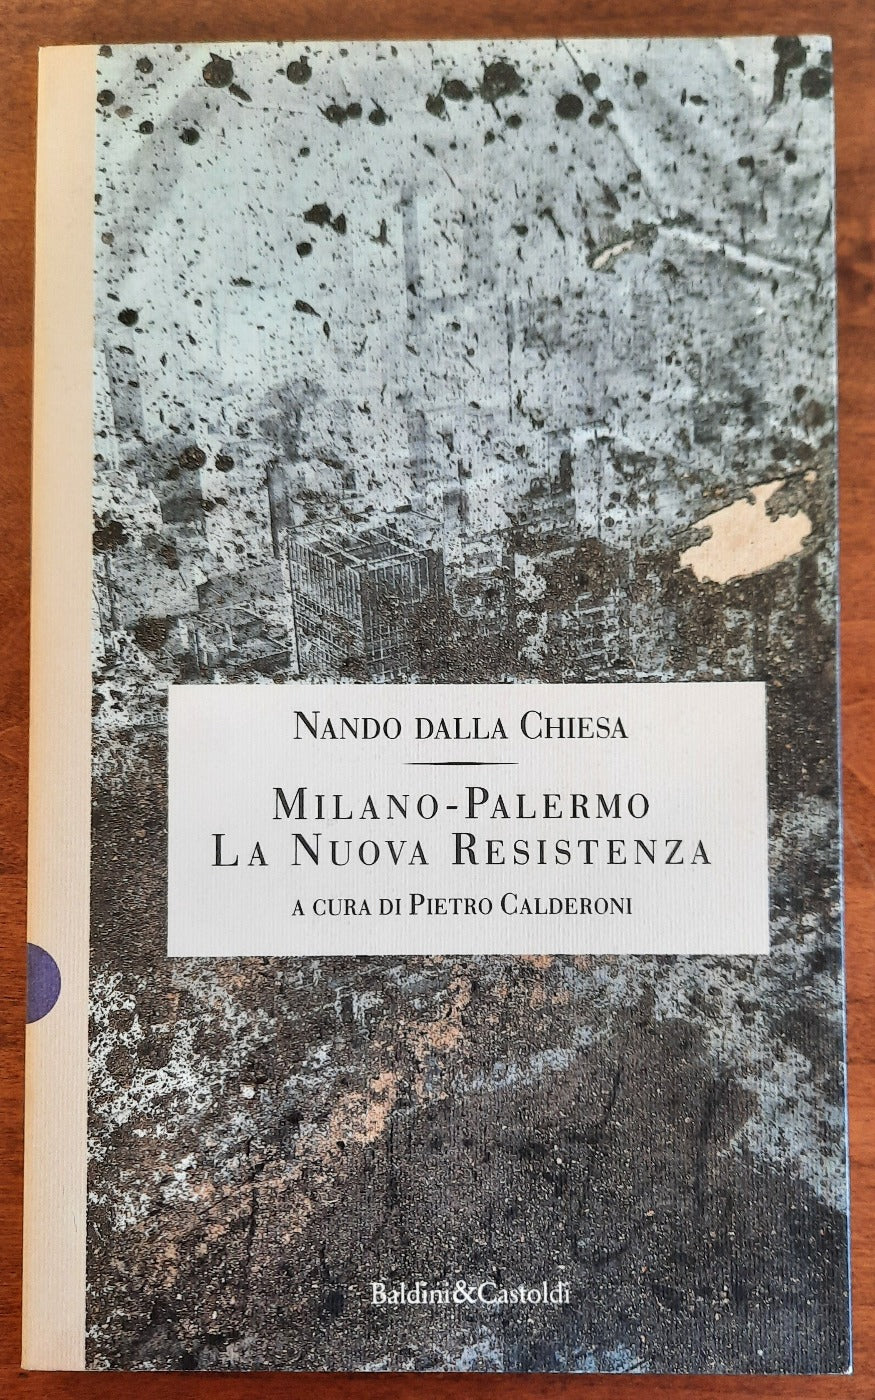 NANDO DALLA CHIESA
MILANO-PALERMO
LA NUOVA RESISTENZA
A CURA DI PIETRO CALDERONI
Baldini&Castoldi